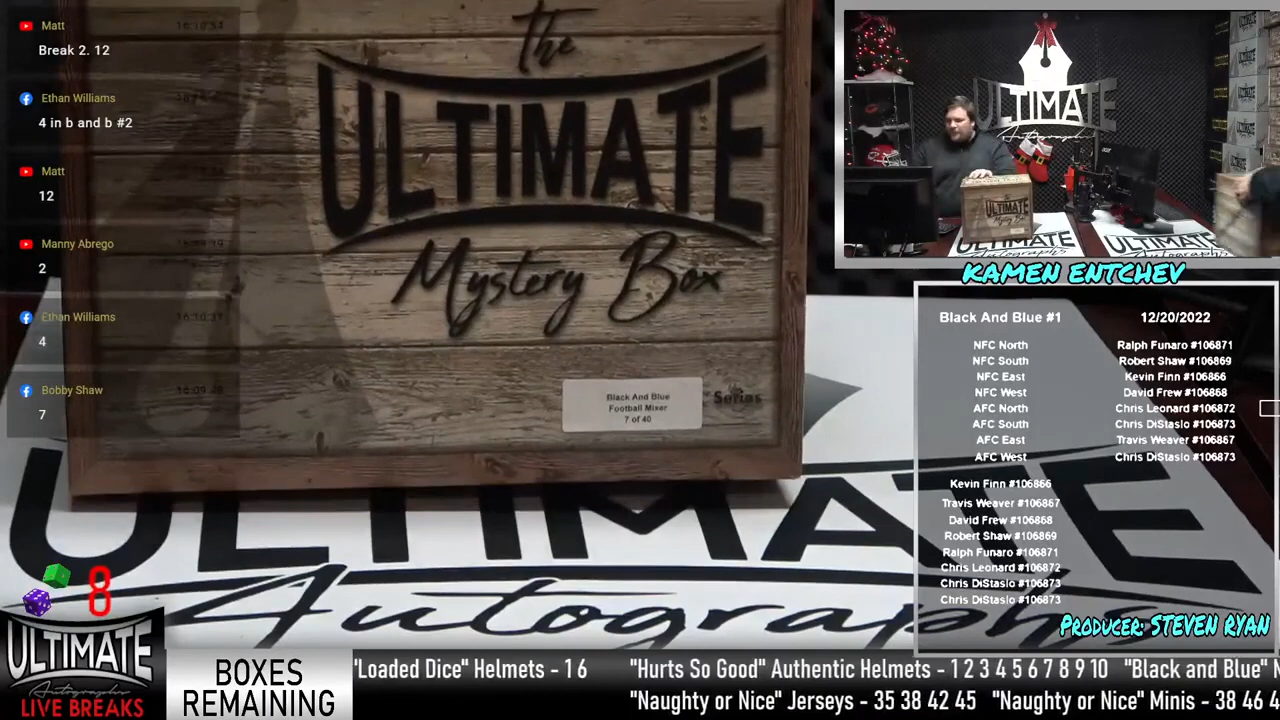 Matt
Break 2. 12
Ethan Williams
4 in b and b #2
Matt
12
Manny Abrego
2
Ethan Williams
4
Bobby Shaw
7
The
ULTIMATE
Mystery Box
Black And Blue
Football Mixer
7 of 40
Series
ULTIMATE
Autographs
ULTIMATE
Mystery Box
KAMEN ENTCHEV
Black And Blue #1 12/20/2022
NFC North Ralph Funaro #106871
NFC South Robert Shaw #106869
NFC East Kevin Finn #106866
NFC West David Frew #106868
AFC North Chris Leonard #106872
AFC South Chris DiStasio #106873
AFC East Travis Weaver #106867
AFC West Chris DiStasio #106873
Kevin Finn #106866
Travis Weaver #106867
David Frew #106868
Robert Shaw #106869
Ralph Funaro #106871
Chris Leonard #106872
Chris DiStasio #106873
Chris DiStasio #106873
Producer: STEVEN RYAN
ULTIMATE
Autographs
8
ULTIMATE
Autographs
LIVE BREAKS
BOXES
REMAINING
"Loaded Dice" Helmets - 1 6 "Hurts So Good" Authentic Helmets - 1 2 3 4 5 6 7 8 9 10 "Black and Blue"
"Naughty or Nice" Jerseys - 35 38 42 45 "Naughty or Nice" Minis - 38 46